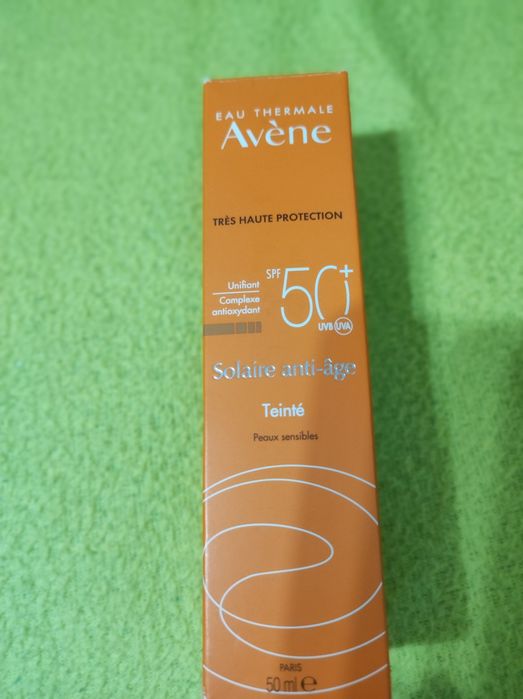 EAU THERMALE
Avène
TRÈS HAUTE PROTECTION
Unifiant
Complexe
antioxydant
SPF 50+
UVB UVA
Solaire anti-âge
Teinté
Peaux sensibles
PARIS
50 ml e